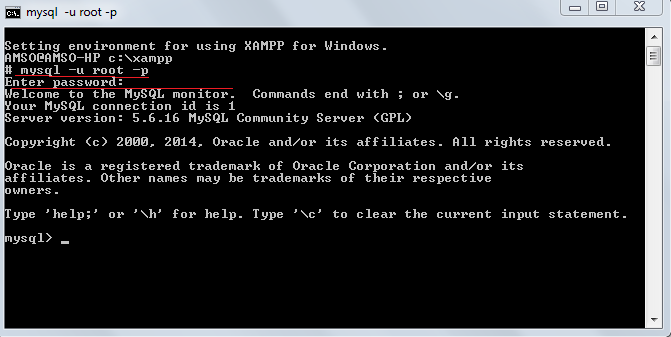 mysql -u root -p
Setting environment for using XAMPP for Windows.
AMSO@AMSO-HP c:\xampp
# mysql -u root -p
Enter password:
Welcome to the MySQL monitor.  Commands end with ; or \g.
Your MySQL connection id is 1
Server version: 5.6.16 MySQL Community Server (GPL)
Copyright (c) 2000, 2014, Oracle and/or its affiliates. All rights reserved.
Oracle is a registered trademark of Oracle Corporation and/or its
affiliates. Other names may be trademarks of their respective
owners.
Type 'help;' or '\h' for help. Type '\c' to clear the current input statement.
mysql> _